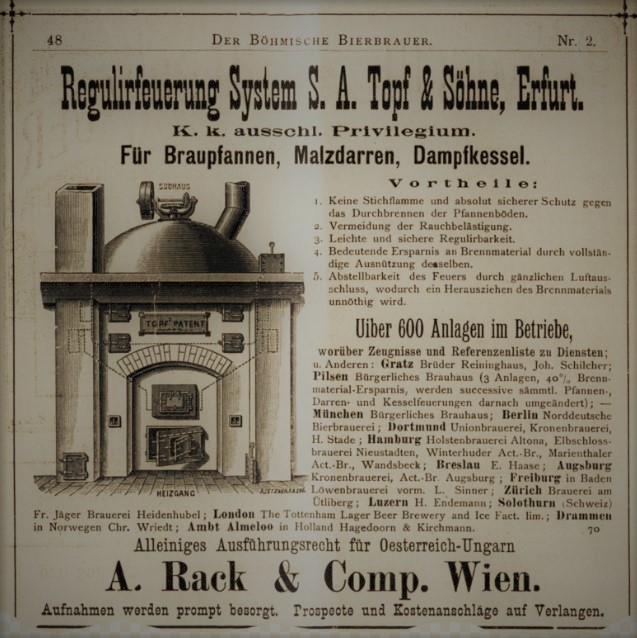 48 DER BÖHMISCHE BIERBRAUER. Nr. 2.
Regulirfeuerung System S. A. Topf & Söhne, Erfurt.
K. k. ausschl. Privilegium.
Für Braupfannen, Malzdarren, Dampfkessel.
SUDHAUS
TOPF' PATENT
HEIZGANG
Vortheile:
1. Keine Stichflamme und absolut sicherer Schutz gegen
das Durchbrennen der Pfannenböden.
2. Vermeidung der Rauchbelästigung.
3. Leichte und sichere Regulirbarkeit.
4. Bedeutende Ersparnis an Brennmaterial durch vollstän-
dige Ausnützung desselben.
5. Abstellbarkeit des Feuers durch gänzlichen Luftaus-
schluss, wodurch ein Herausziehen des Brennmaterials
unnöthig wird.
Uiber 600 Anlagen im Betriebe,
worüber Zeugnisse und Referenzenliste zu Diensten;
u. Anderen: Gratz Brüder Reininghaus, Joh. Schilcher;
Pilsen Bürgerliches Brauhaus (3 Anlagen, 40% Brenn-
material-Ersparniss, werden successive sämmtl. Pfannen-,
Darren- und Kesselfeuerungen darnach umgeändert); —
München Bürgerliches Brauhaus; Berlin Norddeutsche
Bierbrauerei; Dortmund Unionbrauerei, Kronenbrauerei,
H. Stade; Hamburg Holstenbrauerei Altona, Elbschloss-
brauerei Nieustadten, Winterhuder Act.-Br., Marienthaler
Act.-Br., Wandsbeck; Breslau E. Haase; Augsburg
Kronenbrauerei, Act.-Br. Augsburg; Freiburg in Baden
Löwenbrauerei vorm. L. Sinner; Zürich Brauerei am
Ütliberg; Luzern H. Endemann; Solothurn (Schweiz)
Fr. Jäger Brauerei Heidenhubel; London The Tottenham Lager Beer Brewery and Ice Fact. lim.; Drammen
in Norwegen Chr. Wriedt; Ambt Almeloo in Holland Hagedoorn & Kirchmann. 70
Alleiniges Ausführungsrecht für Oesterreich-Ungarn
A. Rack & Comp. Wien.
Aufnahmen werden prompt besorgt. Prospecte und Kostenanschläge auf Verlangen.